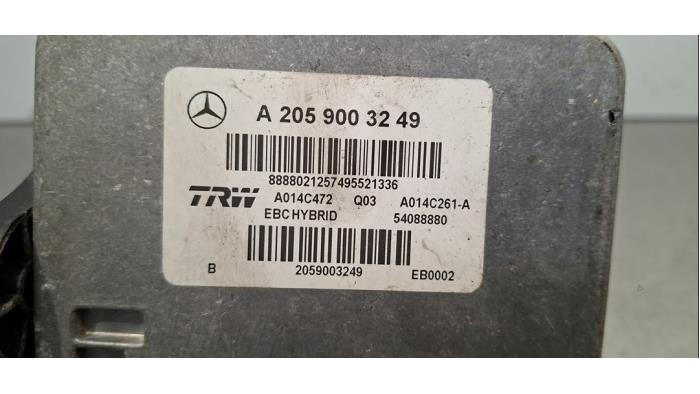 A 205 900 32 49
8888021257495521336
TRW A014C472 Q03 A014C261-A
EBC HYBRID 54088880
B 2059003249 EB0002